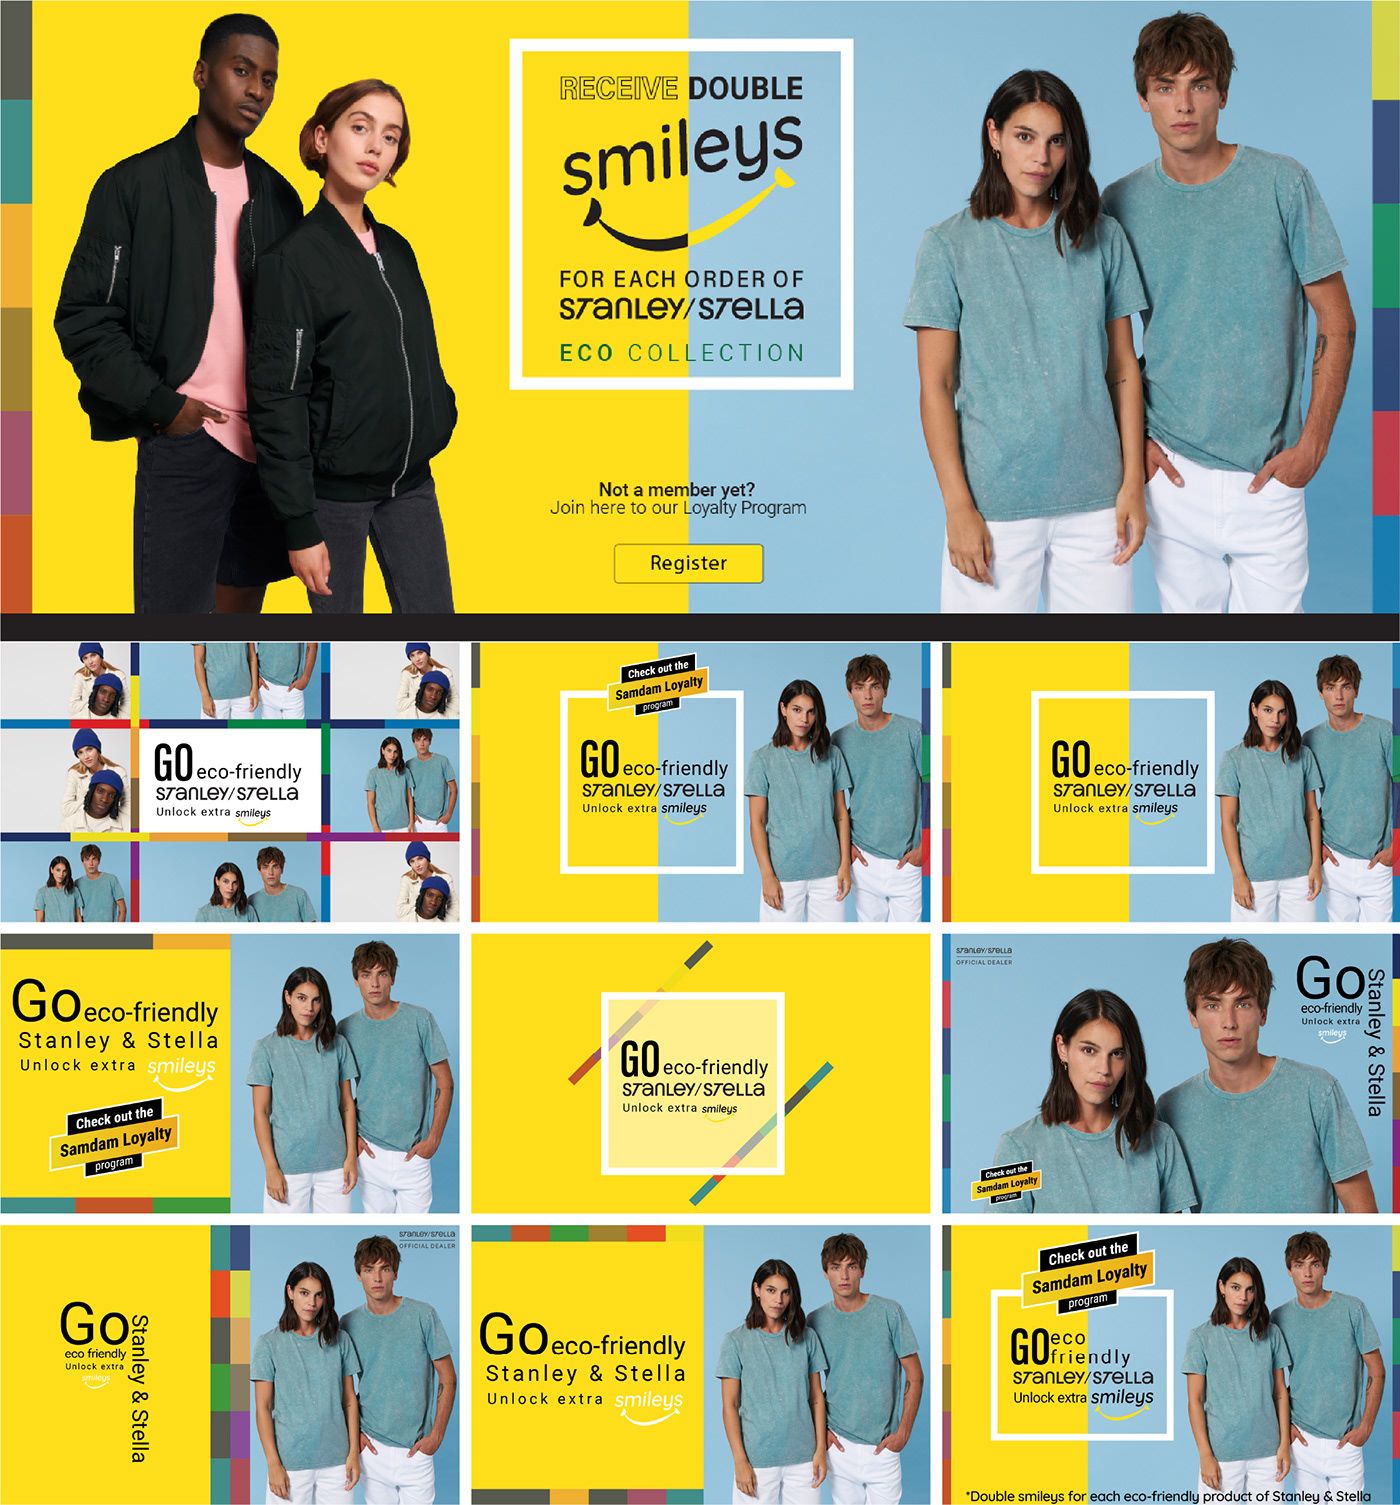 RECEIVE DOUBLE
smileys
FOR EACH ORDER OF
STANLEY/STELLA
ECO COLLECTION
Not a member yet?
Join here to our Loyalty Program
Register
GO eco-friendly
STANLEY/STELLA
Unlock extra smileys
Check out the
Samdam Loyalty
program
GO eco-friendly
STANLEY/STELLA
Unlock extra smileys
GO eco-friendly
STANLEY/STELLA
Unlock extra smileys
Go eco-friendly
Stanley & Stella
Unlock extra smileys
Check out the
Samdam Loyalty
program
GO eco-friendly
STANLEY/STELLA
Unlock extra smileys
STANLEY/STELLA
OFFICIAL DEALER
Go
eco-friendly
Unlock extra
smileys
Stanley & Stella
Check out the
Samdam Loyalty
program
Go
eco friendly
Unlock extra
smileys
Stanley & Stella
STANLEY/STELLA
OFFICIAL DEALER
Go eco-friendly
Stanley & Stella
Unlock extra smileys
Check out the
Samdam Loyalty
program
GO eco
friendly
STANLEY/STELLA
Unlock extra smileys
*Double smileys for each eco-friendly product of Stanley & Stella